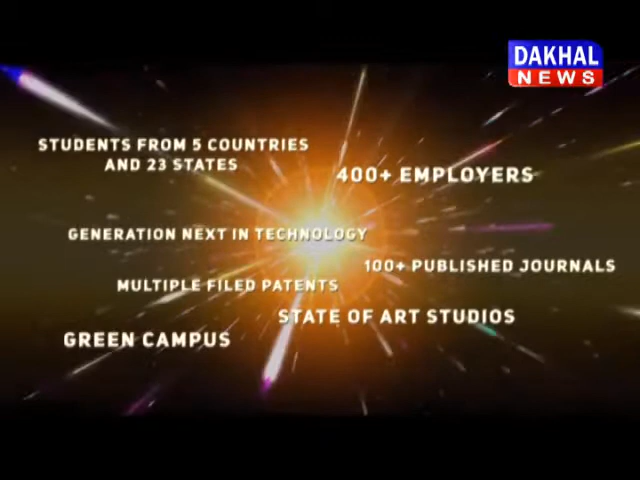 DAKHAL
NEWS
STUDENTS FROM 5 COUNTRIES
AND 23 STATES
400+ EMPLOYERS
GENERATION NEXT IN TECHNOLOGY
100+ PUBLISHED JOURNALS
MULTIPLE FILED PATENTS
STATE OF ART STUDIOS
GREEN CAMPUS